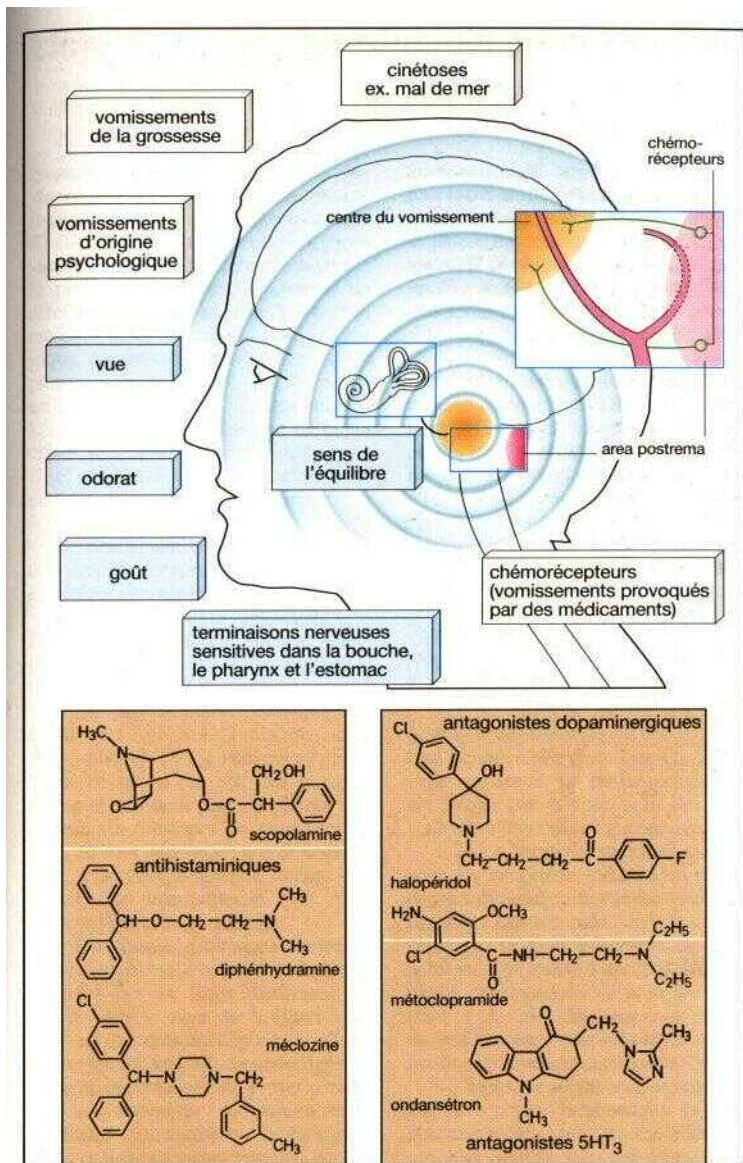 cinétoses
ex. mal de mer
vomissements
de la grossesse
chémo-
récepteurs
vomissements
d'origine
psychologique
centre du vomissement
vue
sens de
l'équilibre
area postrema
odorat
goût
chémorécepteurs
(vomissements provoqués
par des médicaments)
terminaisons nerveuses
sensitives dans la bouche,
le pharynx et l'estomac
H₃C
N
O
CH₂OH
O–C–CH
O
scopolamine
antihistaminiques
CH–O–CH₂–CH₂–N
CH₃
CH₃
diphénhydramine
Cl
méclozine
CH–N N–CH₂
CH₃
antagonistes dopaminergiques
Cl
OH
N
O
CH₂–CH₂–CH₂–C F
halopéridol
H₂N
OCH₃
Cl
C–NH–CH₂–CH₂–N
O
C₂H₅
C₂H₅
métoclopramide
O
CH₂
CH₃
N
N
N
CH₃
ondansétron
antagonistes 5HT₃